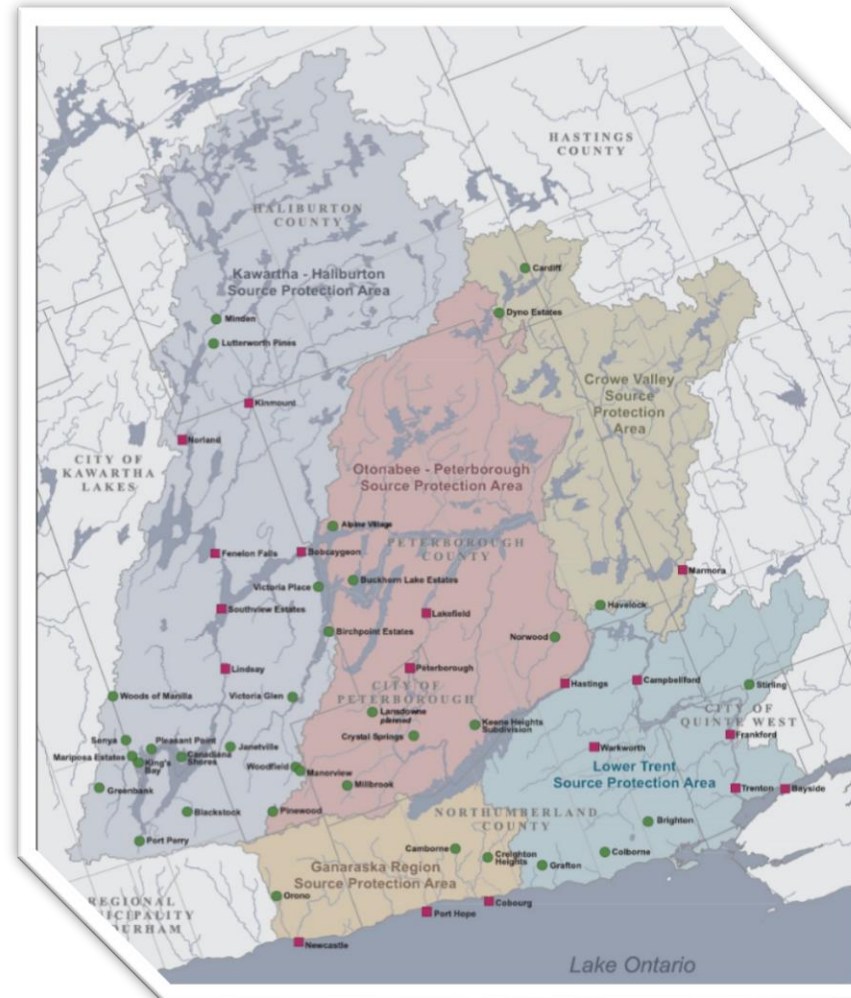 HASTINGS
COUNTY
HALIBURTON
COUNTY
Cardiff
Kawartha - Haliburton
Source Protection Area
Dyno Estates
Minden
Lutterworth Pines
Crowe Valley
Source
Protection
Area
Kinmount
Norland
CITY OF
KAWARTHA
LAKES
Otonabee - Peterborough
Source Protection Area
Alpine Village
PETERBOROUGH
COUNTY
Fenelon Falls
Bobcaygeon
Marmora
Buckhorn Lake Estates
Victoria Place
Southview Estates
Lakefield
Havelock
Birchpoint Estates
Norwood
Lindsay
Peterborough
Hastings
Campbellford
Stirling
CITY OF
PETERBOROUGH
Woods of Manilla
Victoria Glen
Lansdowne
planned
CITY OF
QUINTE WEST
Keene Heights
Subdivision
Frankford
Crystal Springs
Sonya
Pleasant Point
Janetville
Mariposa Estates
Canadiana
Shores
King's
Bay
Warkworth
Lower Trent
Source Protection Area
Woodfield
Manorview
Greenbank
Millbrook
Trenton
Bayside
Blackstock
Pinewood
NORTHUMBERLAND
COUNTY
Brighton
Port Perry
Camborne
Creighton
Heights
Colborne
Grafton
Ganaraska Region
Source Protection Area
Orono
REGIONAL
NICIPALITY
URHAM
Cobourg
Port Hope
Newcastle
Lake Ontario